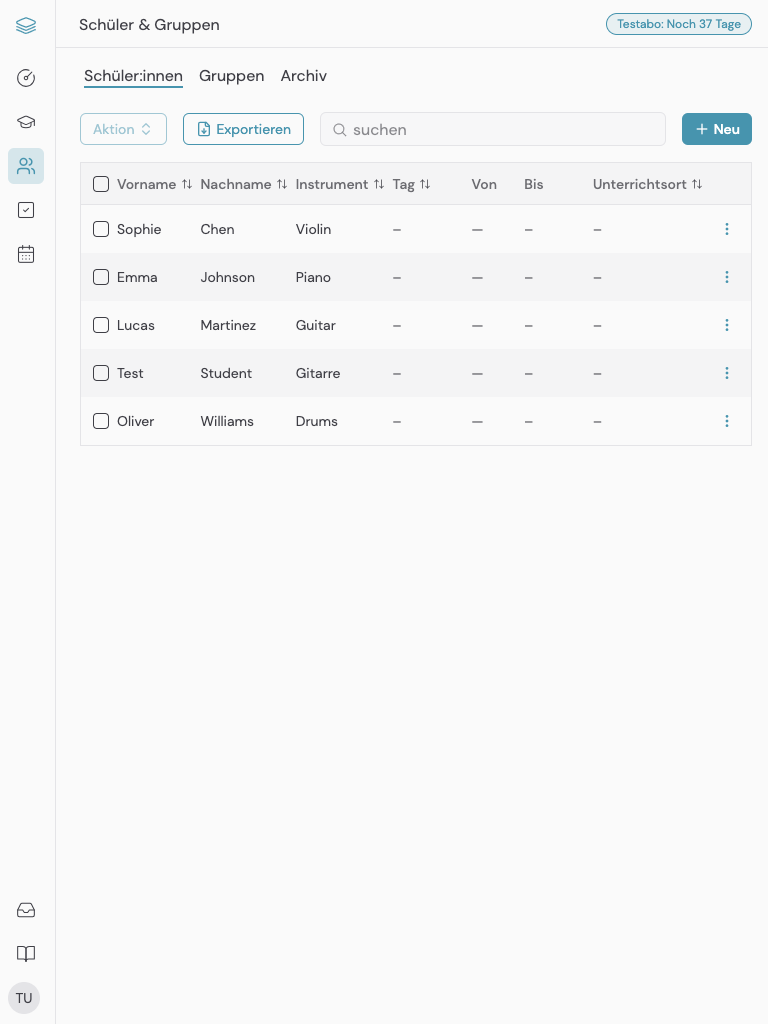 Schüler & Gruppen
Testabo: Noch 37 Tage
Schüler:innen Gruppen Archiv
Aktion Exportieren suchen + Neu
Vorname Nachname Instrument Tag Von Bis Unterrichtsort
Sophie Chen Violin – — – –
Emma Johnson Piano – — – –
Lucas Martinez Guitar – — – –
Test Student Gitarre – — – –
Oliver Williams Drums – — – –
TU